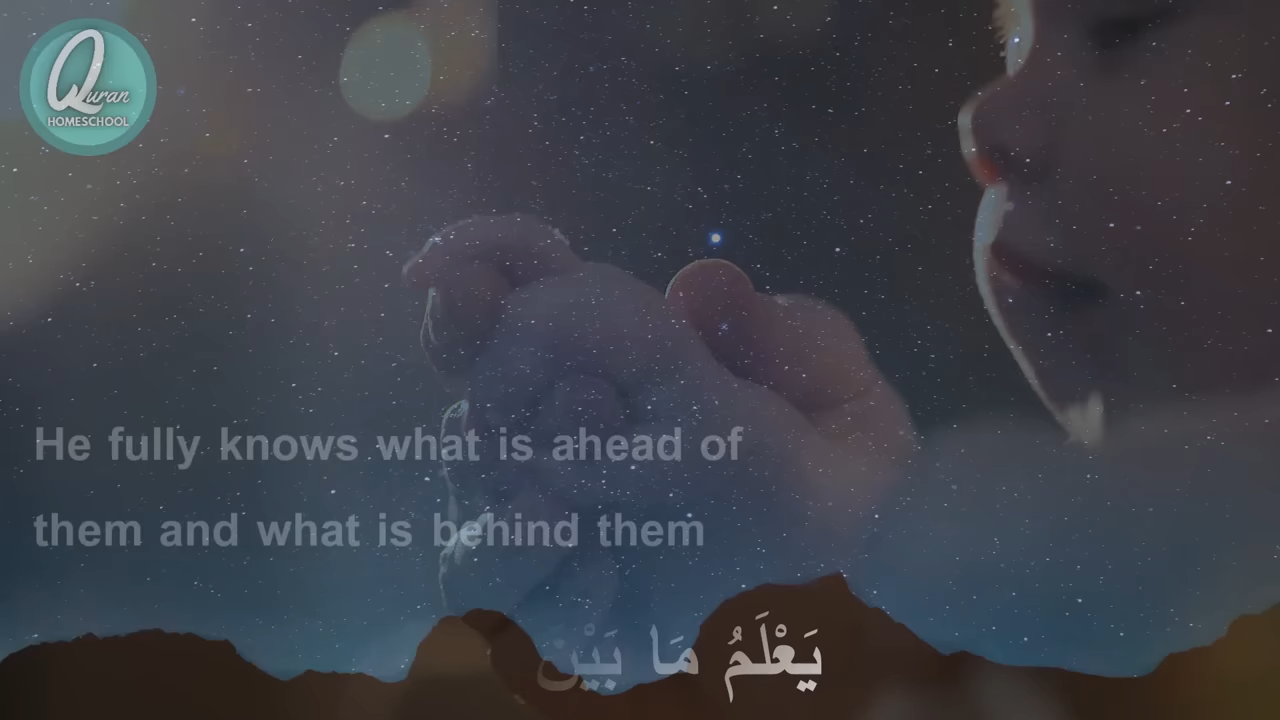 Quran
HOMESCHOOL
He fully knows what is ahead of
them and what is behind them
يَعْلَمُ مَا بَيْنَ